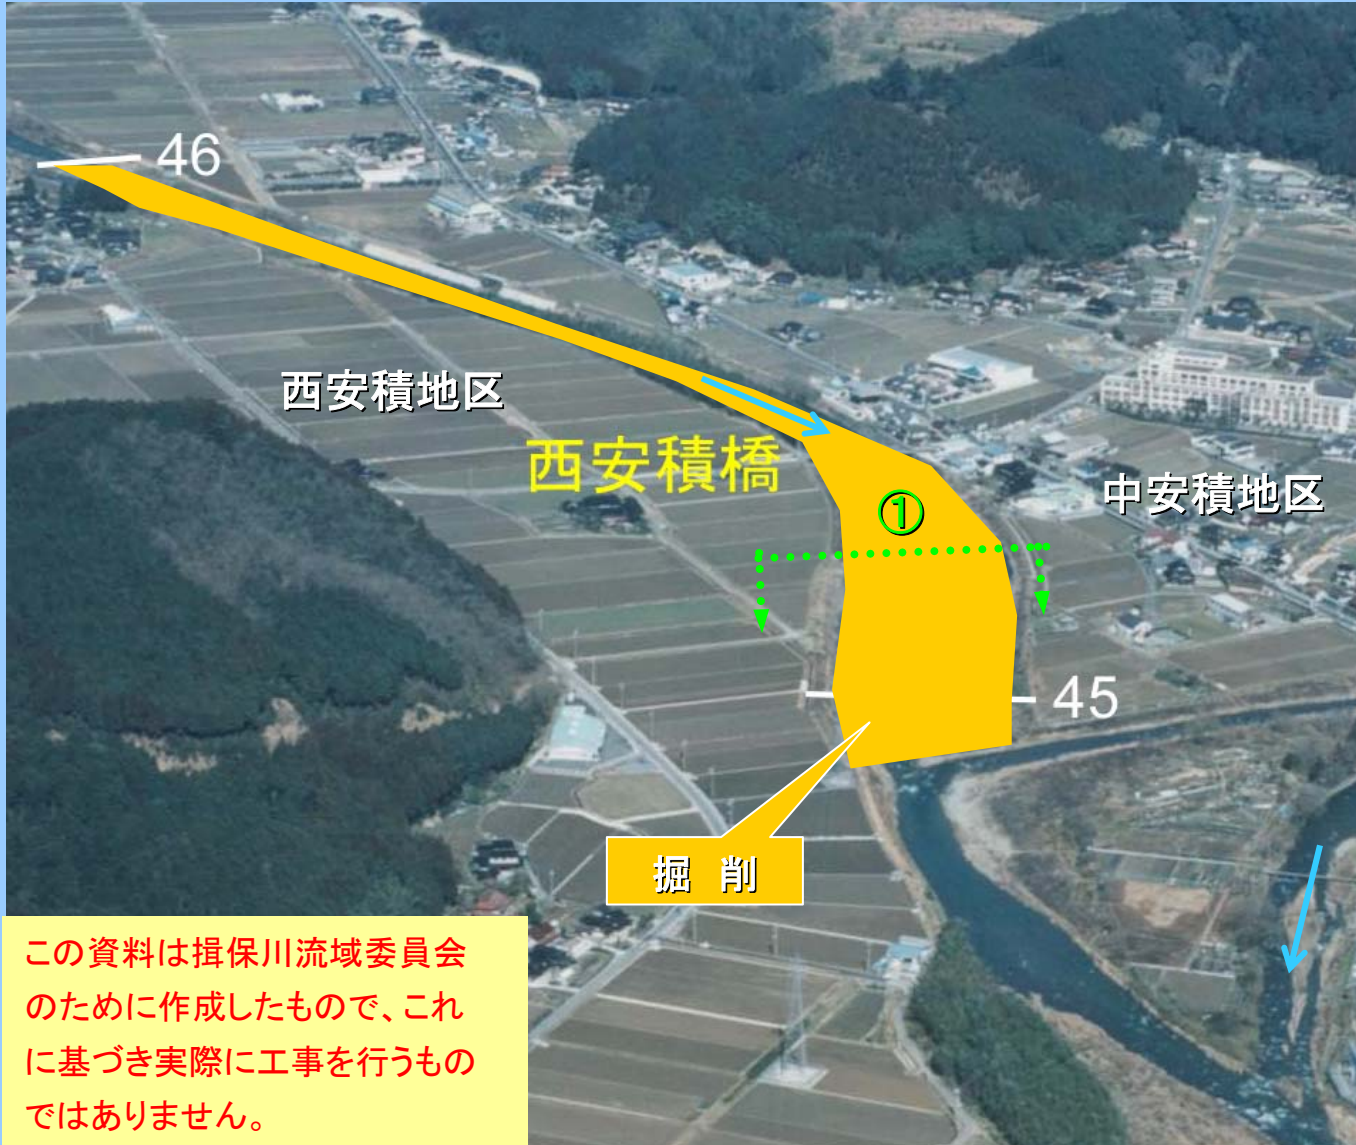 46
西安積地区
西安積橋
中安積地区
①
45
掘 削
この資料は揖保川流域委員会
のために作成したもので、これ
に基づき実際に工事を行うもの
ではありません。